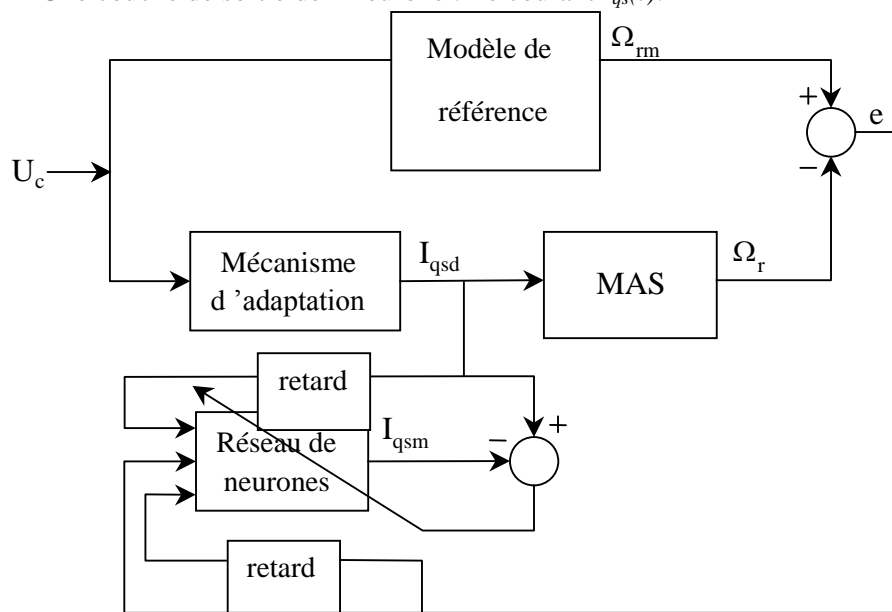 Ω_rm
Modèle de
référence
+
e
−
U_c
Mécanisme
d ’adaptation
I_qsd
MAS
Ω_r
retard
Réseau de
neurones
I_qsm
−
+
retard